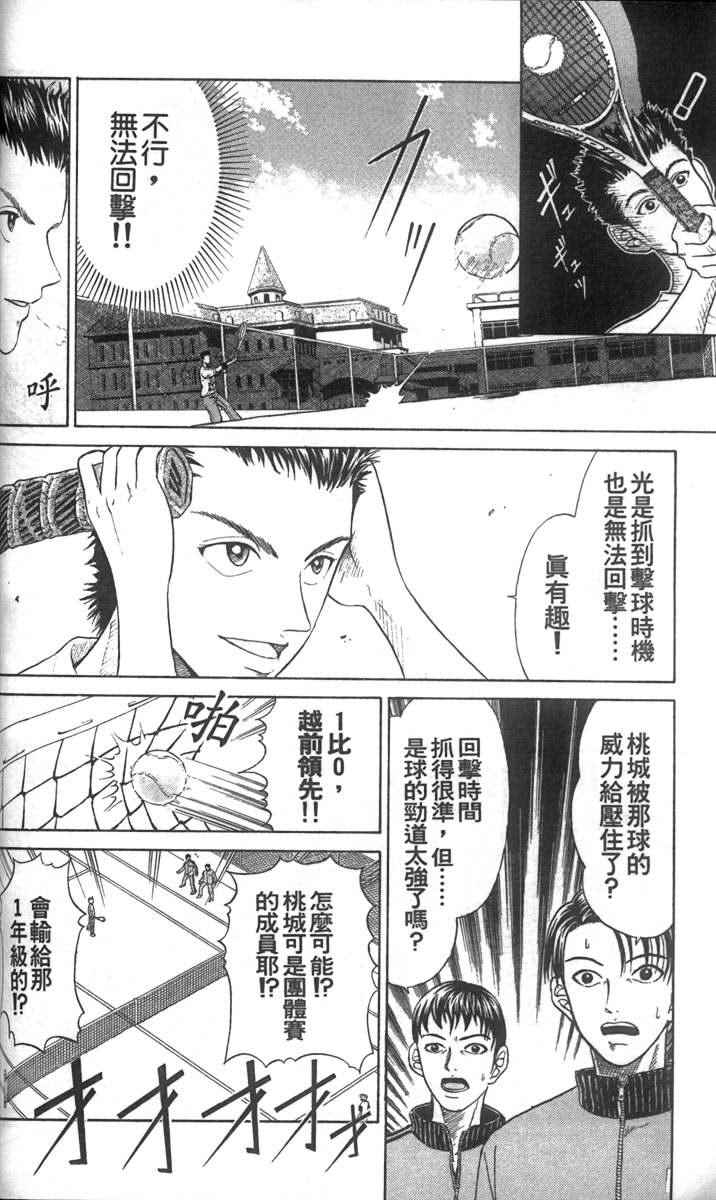 !
ギュ
ギュッ
不行，
無法回擊!!
呼
光是抓到擊球時機
也是無法回擊……
眞有趣！
桃城被那球的
威力給壓住了？
回擊時間
抓得很準，但……
是球的勁道太強了嗎？
1比0，
越前領先!!
啪
怎麼可能!?
桃城可是團體賽
的成員耶!?
會輸給那
1年級的!?
オオオオオ